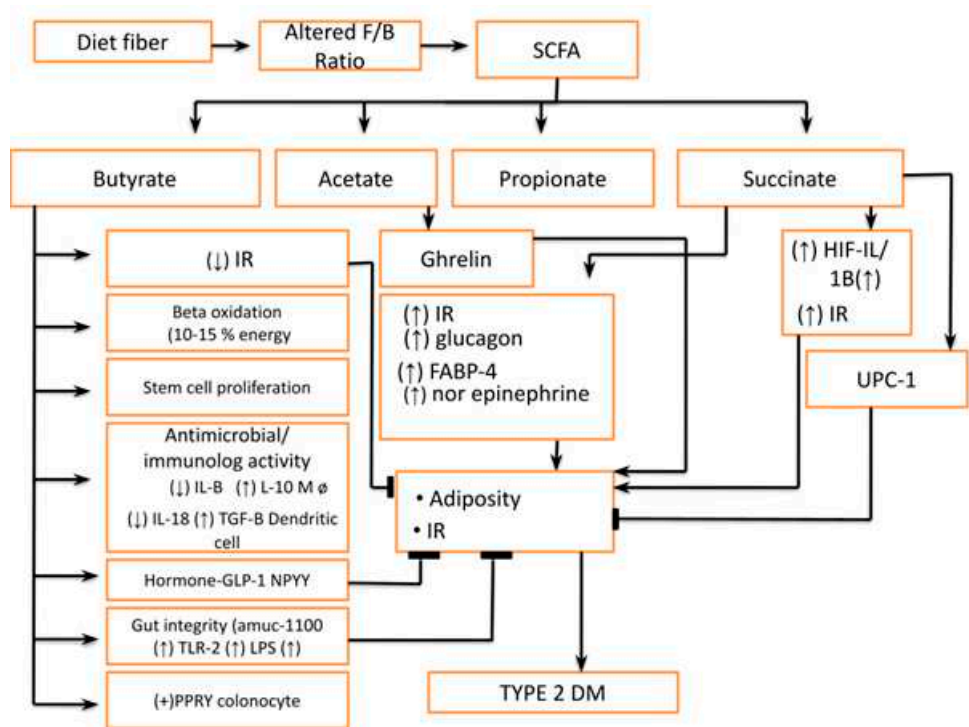 Diet fiber
Altered F/B
Ratio
SCFA
Butyrate
Acetate
Propionate
Succinate
(↓) IR
Beta oxidation
(10-15 % energy
Stem cell proliferation
Antimicrobial/
immunolog activity
(↓) IL-B (↑) L-10 M ø
(↓) IL-18 (↑) TGF-B Dendritic
cell
Hormone-GLP-1 NPYY
Gut integrity (amuc-1100
(↑) TLR-2 (↑) LPS (↑)
(+)PPRY colonocyte
Ghrelin
(↑) IR
(↑) glucagon
(↑) FABP-4
(↑) nor epinephrine
(↑) HIF-IL/
1B(↑)
(↑) IR
UPC-1
• Adiposity
• IR
TYPE 2 DM